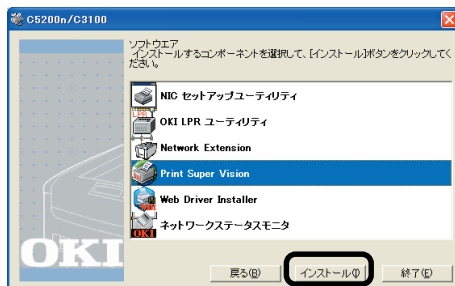 C5200n/C3100
ソフトウエア
インストールするコンポーネントを選択して、[インストール]ボタンをクリックしてく
ださい。
NIC セットアップユーティリティ
LPR
OKI LPR ユーティリティ
Network Extension
Print Super Vision
Web Driver Installer
OKI
ネットワークステータスモニタ
OKI
戻る(B)
インストール(I)
終了(E)